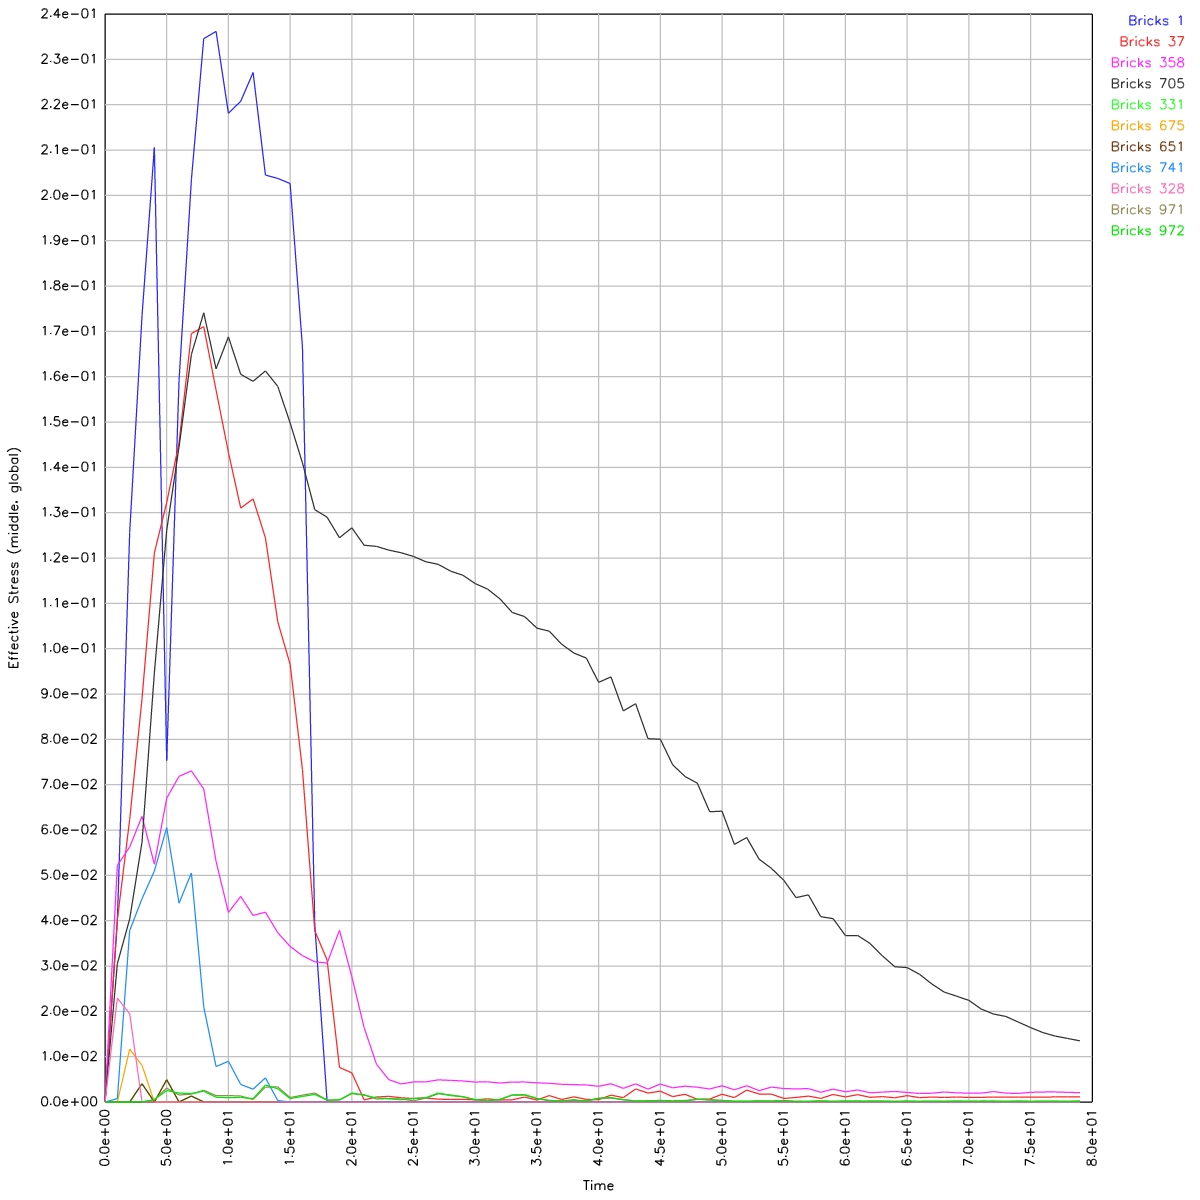 2.4e-01
2.3e-01
2.2e-01
2.1e-01
2.0e-01
1.9e-01
1.8e-01
1.7e-01
1.6e-01
1.5e-01
1.4e-01
1.3e-01
1.2e-01
1.1e-01
1.0e-01
9.0e-02
8.0e-02
7.0e-02
6.0e-02
5.0e-02
4.0e-02
3.0e-02
2.0e-02
1.0e-02
0.0e+00
Effective Stress (middle, global)
0.0e+00
5.0e+00
1.0e+01
1.5e+01
2.0e+01
2.5e+01
3.0e+01
3.5e+01
4.0e+01
4.5e+01
5.0e+01
5.5e+01
6.0e+01
6.5e+01
7.0e+01
7.5e+01
8.0e+01
Time
Bricks 1
Bricks 37
Bricks 358
Bricks 705
Bricks 331
Bricks 675
Bricks 651
Bricks 741
Bricks 328
Bricks 971
Bricks 972